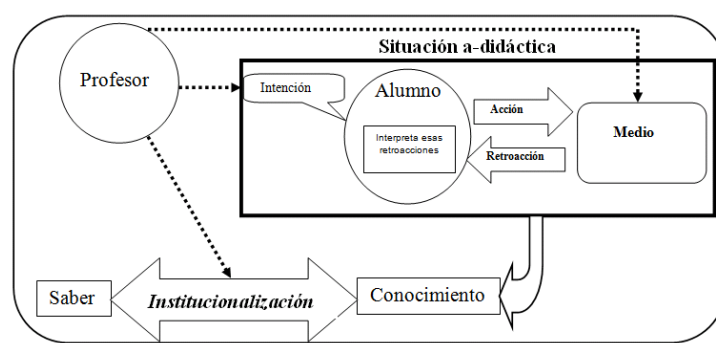 Situación a-didáctica
Profesor
Intención
Alumno
Interpreta esas
retroacciones
Acción
Retroacción
Medio
Saber
Institucionalización
Conocimiento